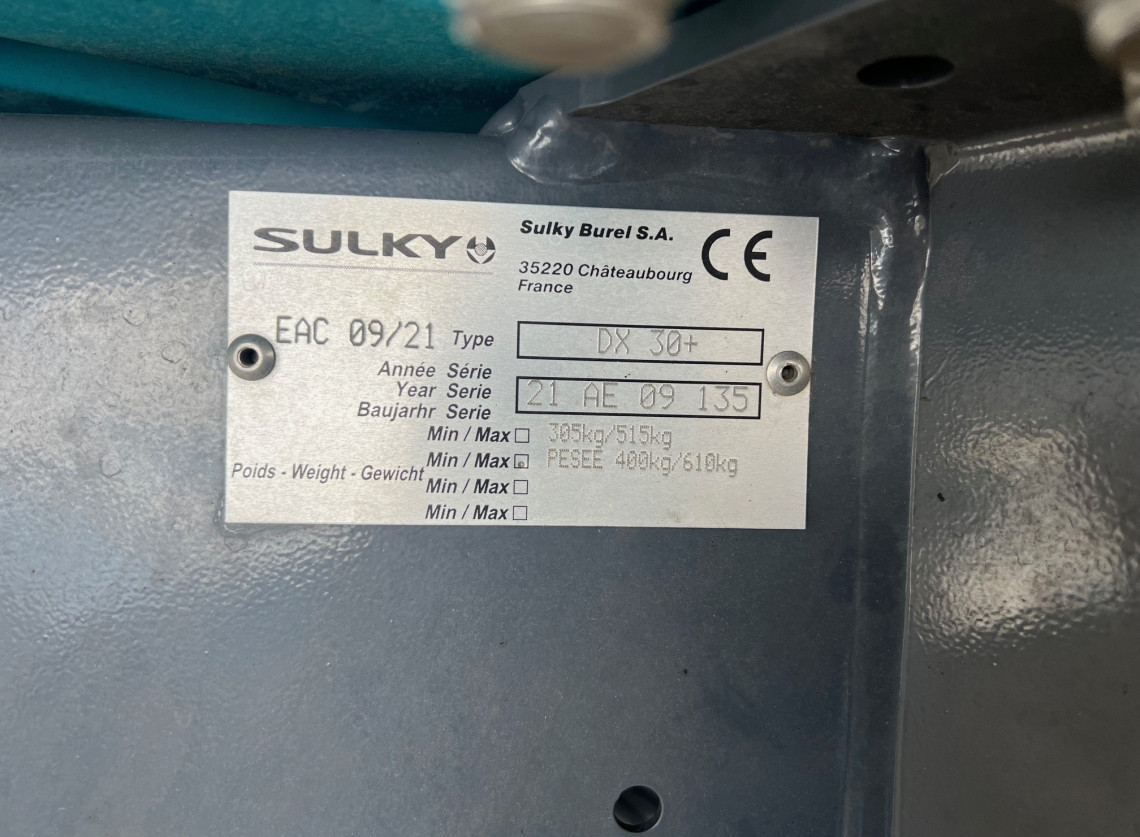 SULKY
Sulky Burel S.A.
35220 Châteaubourg
France
CE
EAC 09/21 Type DX 30+
Année Série
Year Serie 21 AE 09 135
Baujarhr Serie
Min / Max 305kg/515kg
Poids - Weight - Gewicht Min / Max PESEE 400kg/610kg
Min / Max
Min / Max